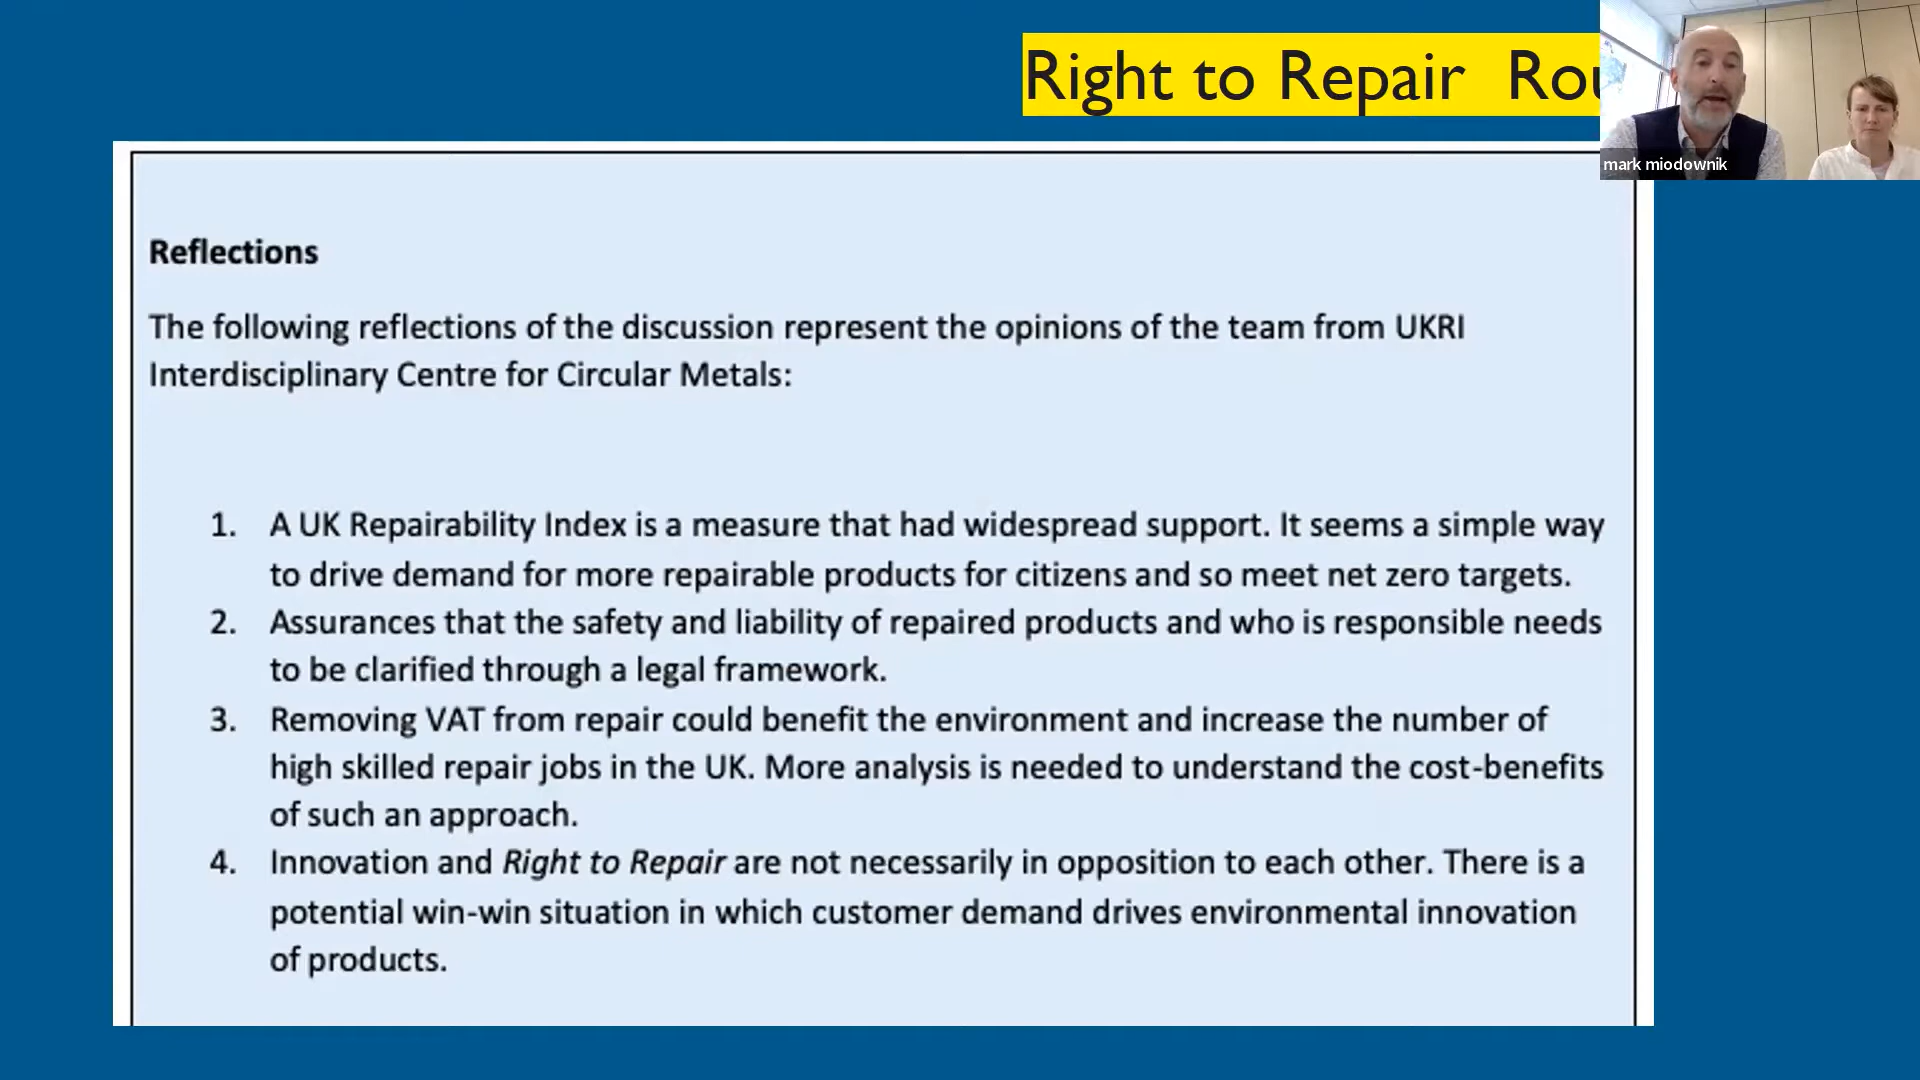 Right to Repair Rou
mark miodownik
Reflections
The following reflections of the discussion represent the opinions of the team from UKRI
Interdisciplinary Centre for Circular Metals:
1. A UK Repairability Index is a measure that had widespread support. It seems a simple way
to drive demand for more repairable products for citizens and so meet net zero targets.
2. Assurances that the safety and liability of repaired products and who is responsible needs
to be clarified through a legal framework.
3. Removing VAT from repair could benefit the environment and increase the number of
high skilled repair jobs in the UK. More analysis is needed to understand the cost-benefits
of such an approach.
4. Innovation and Right to Repair are not necessarily in opposition to each other. There is a
potential win-win situation in which customer demand drives environmental innovation
of products.